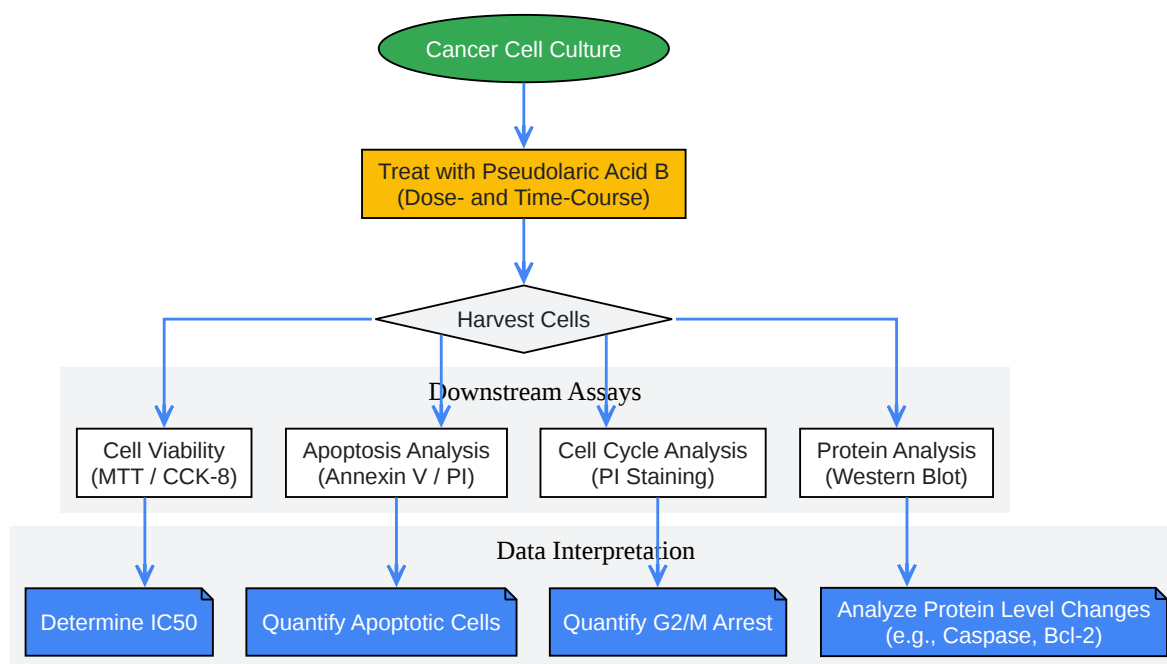 Cancer Cell Culture
Treat with Pseudolaric Acid B
(Dose- and Time-Course)
Harvest Cells
Downstream Assays
Cell Viability
(MTT / CCK-8)
Apoptosis Analysis
(Annexin V / PI)
Cell Cycle Analysis
(PI Staining)
Protein Analysis
(Western Blot)
Data Interpretation
Determine IC50
Quantify Apoptotic Cells
Quantify G2/M Arrest
Analyze Protein Level Changes
(e.g., Caspase, Bcl-2)